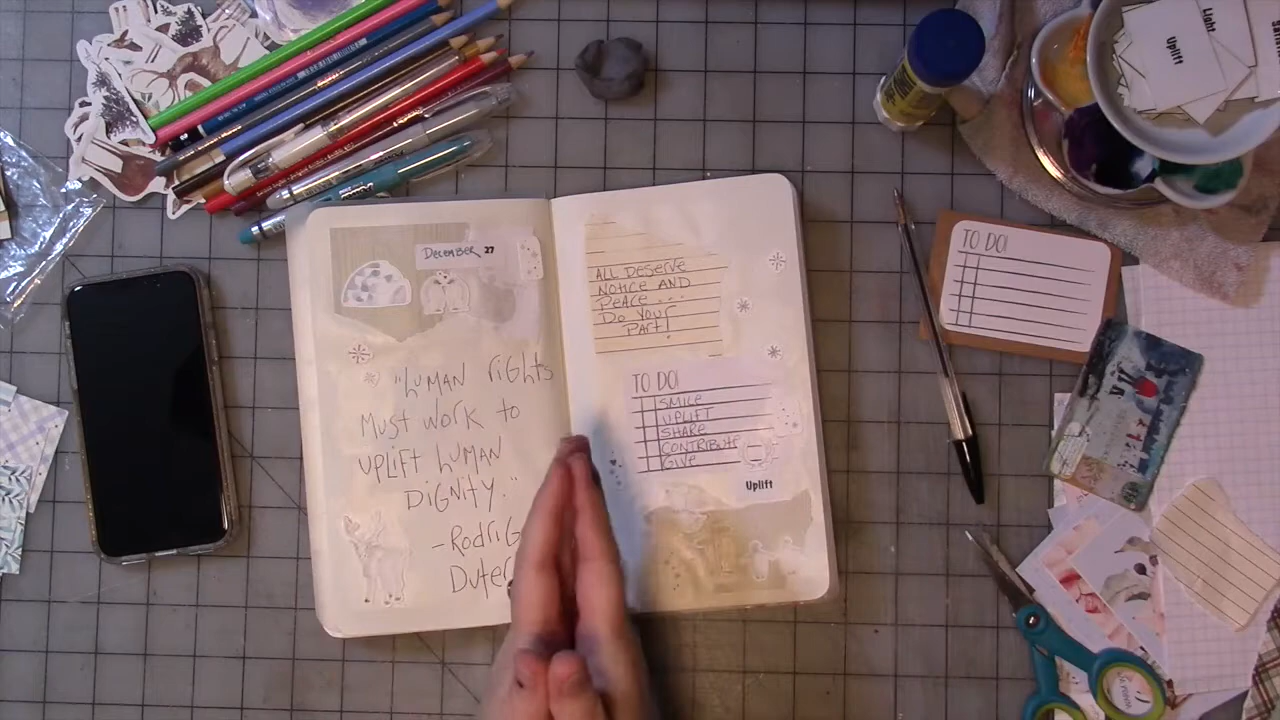 DECEMBER 27
"HUMAN rigHTS
Must work to
UPLIFT HUMAN
DIGNITY."
-RODRIG
DUTER
ALL DESERVE
NOTICE AND
PEACE...
DO YOUR
PART!
TO DO!
SMILE
UPLIFT
SHARE
CONTRIBUTE
GIVE
Uplift
TO DO!
Uplift
Light